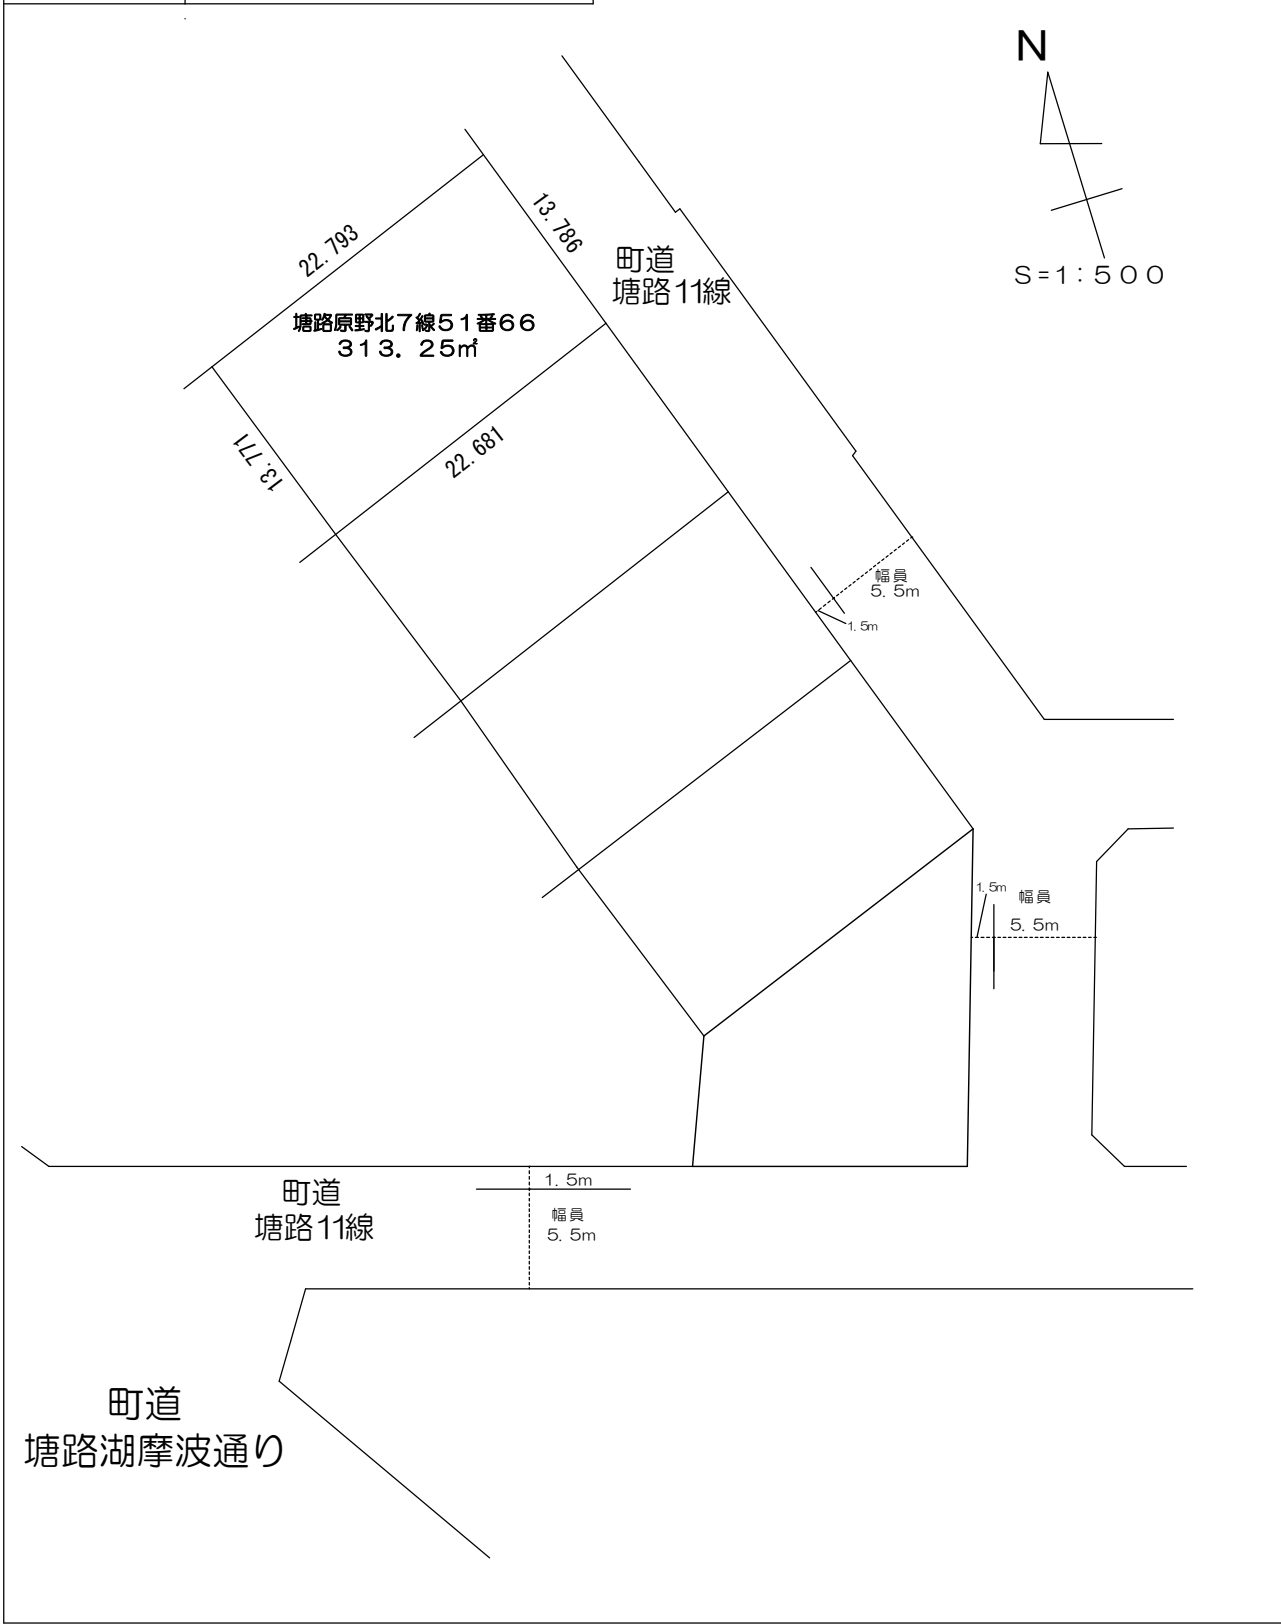 N
S=1:500
13.786
22.793
町道
塘路11線
塘路原野北7線51番66
313.25㎡
13.771
22.681
幅員
5.5m
1.5m
1.5m
幅員
5.5m
町道
塘路11線
1.5m
幅員
5.5m
町道
塘路湖摩波通り